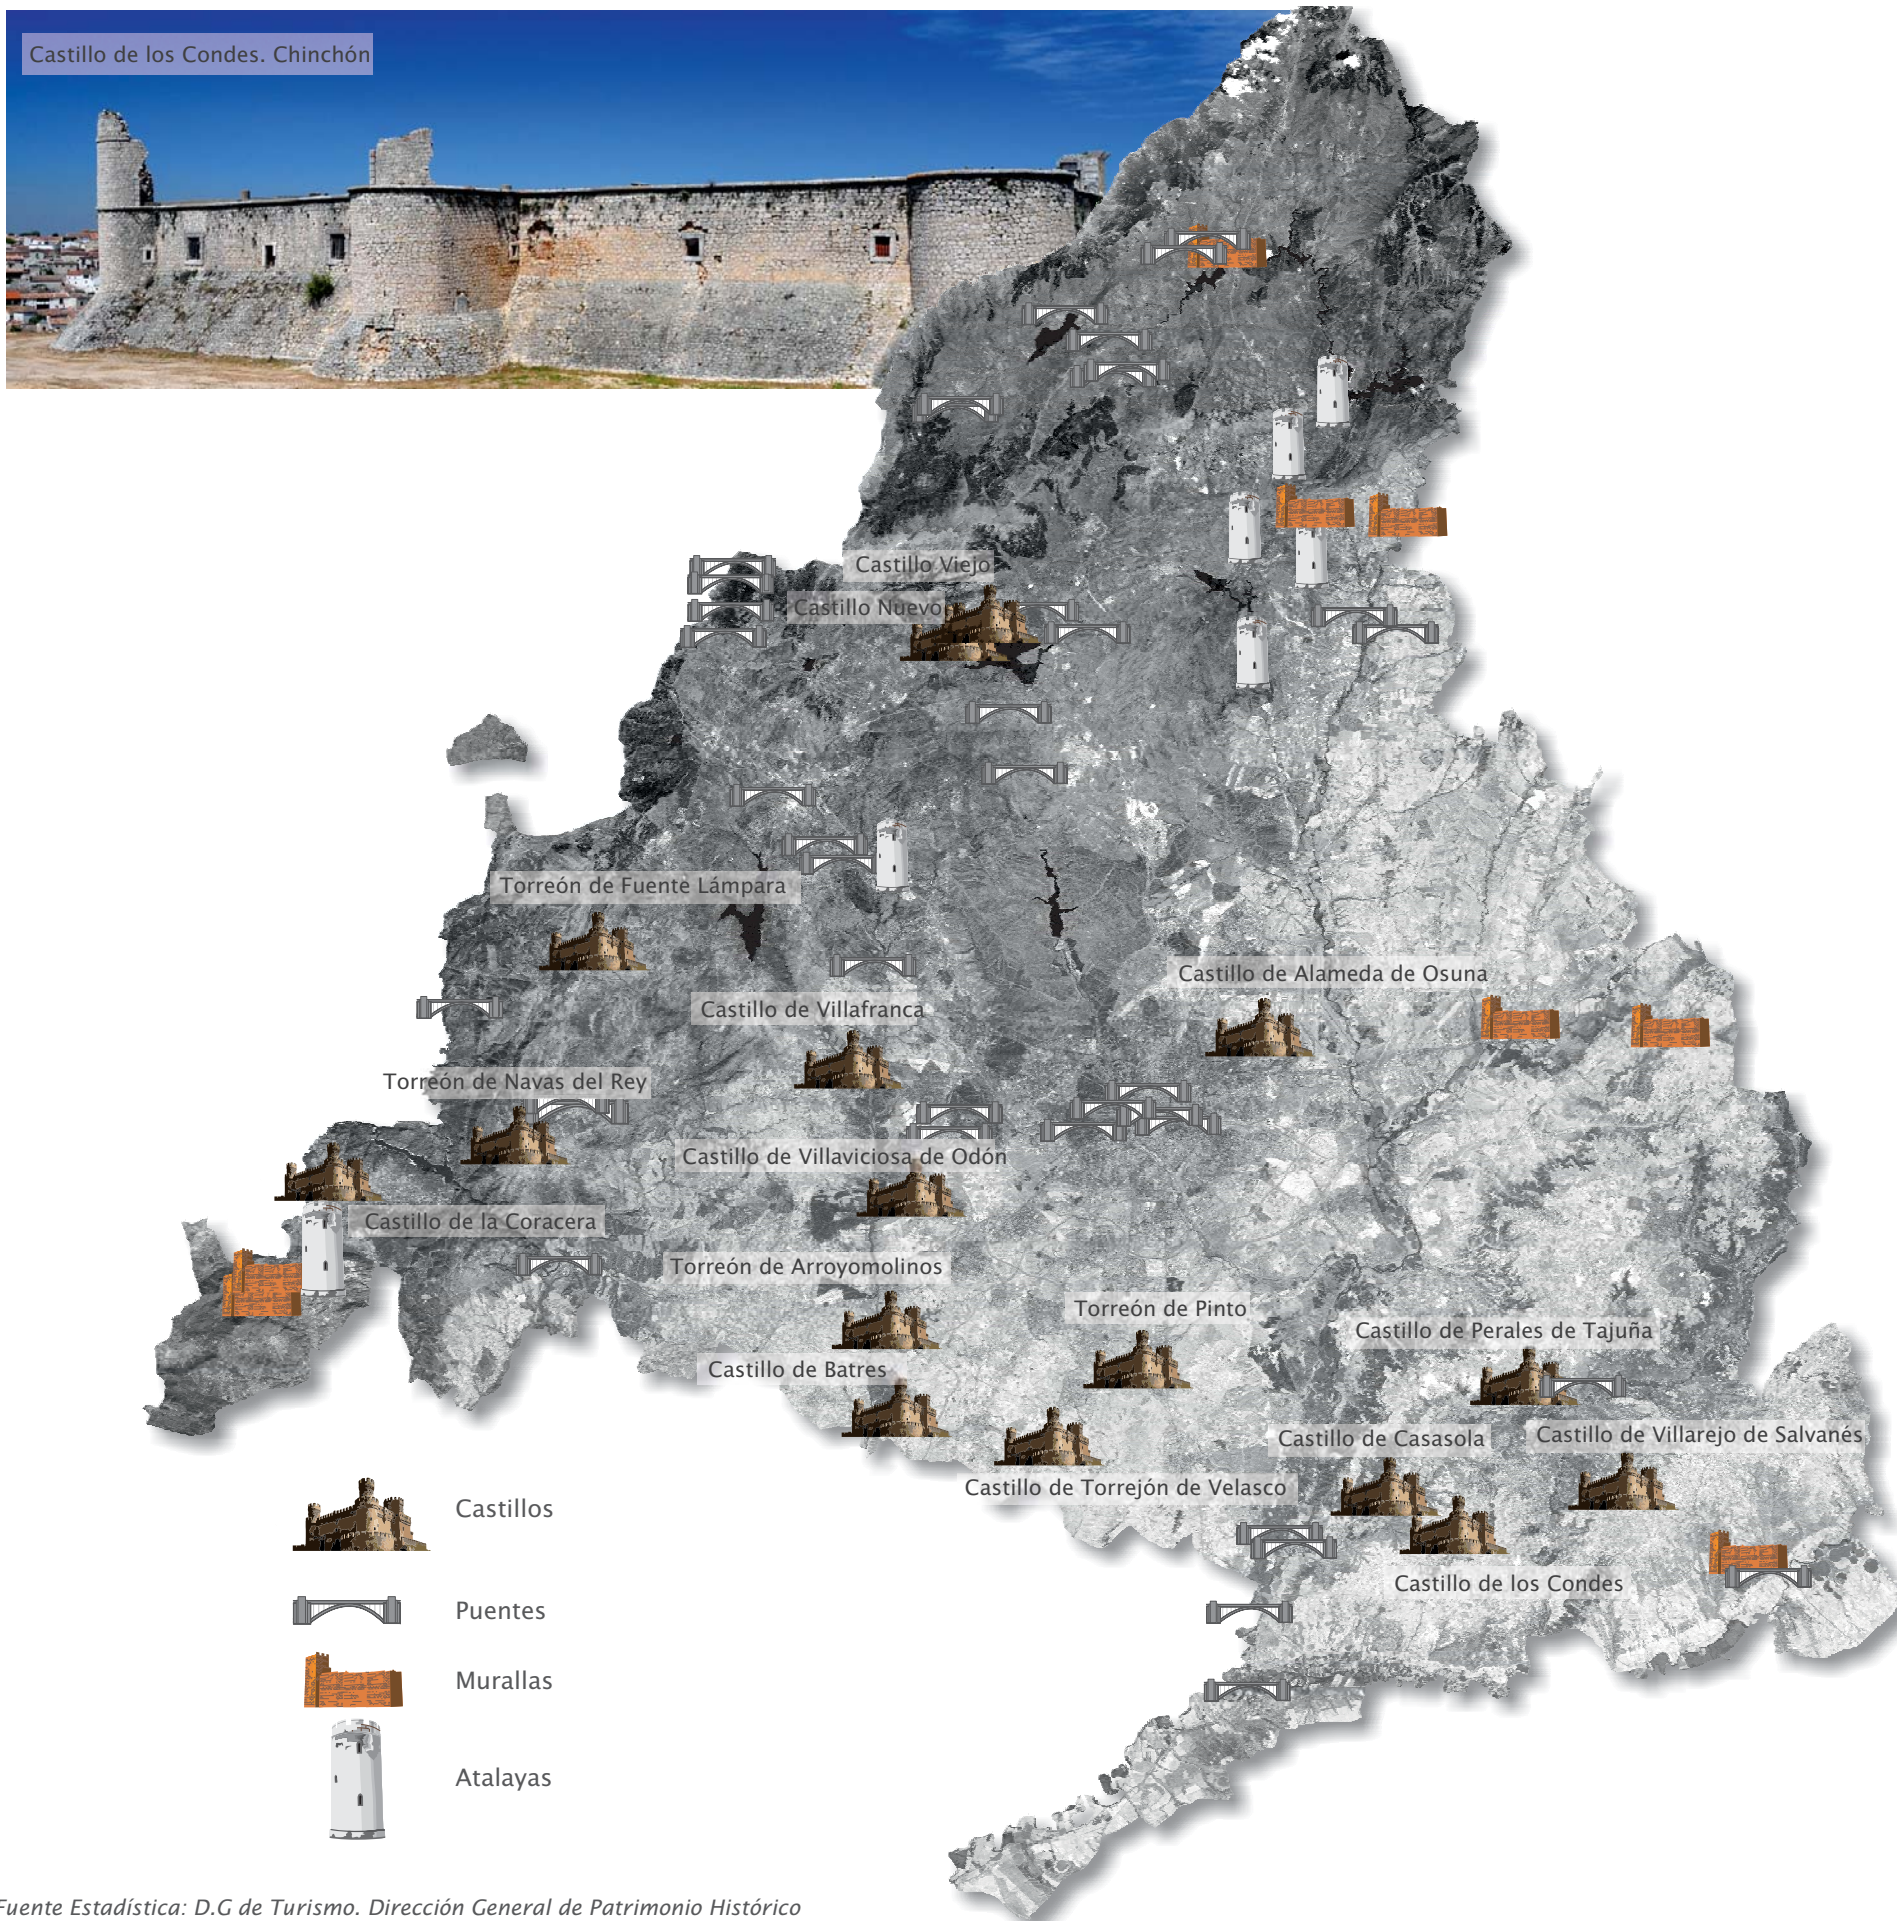 Castillo de los Condes. Chinchón
Castillo Viejo
Castillo Nuevo
Torreón de Fuente Lámpara
Castillo de Alameda de Osuna
Castillo de Villafranca
Torreón de Navas del Rey
Castillo de Villaviciosa de Odón
Castillo de la Coracera
Torreón de Arroyomolinos
Torreón de Pinto
Castillo de Perales de Tajuña
Castillo de Batres
Castillo de Casasola
Castillo de Villarejo de Salvanés
Castillo de Torrejón de Velasco
Castillo de los Condes
Castillos
Puentes
Murallas
Atalayas
Fuente Estadística: D.G de Turismo. Dirección General de Patrimonio Histórico